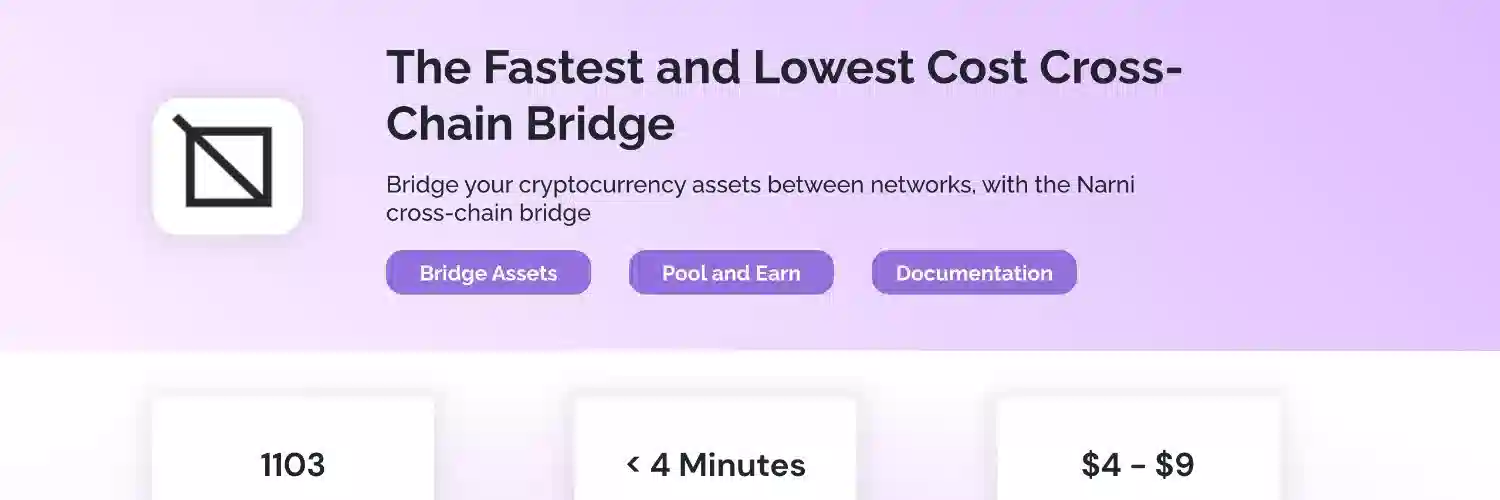 The Fastest and Lowest Cost Cross-
Chain Bridge
Bridge your cryptocurrency assets between networks, with the Narni
cross-chain bridge
Bridge Assets
Pool and Earn
Documentation
1103
< 4 Minutes
$4 - $9